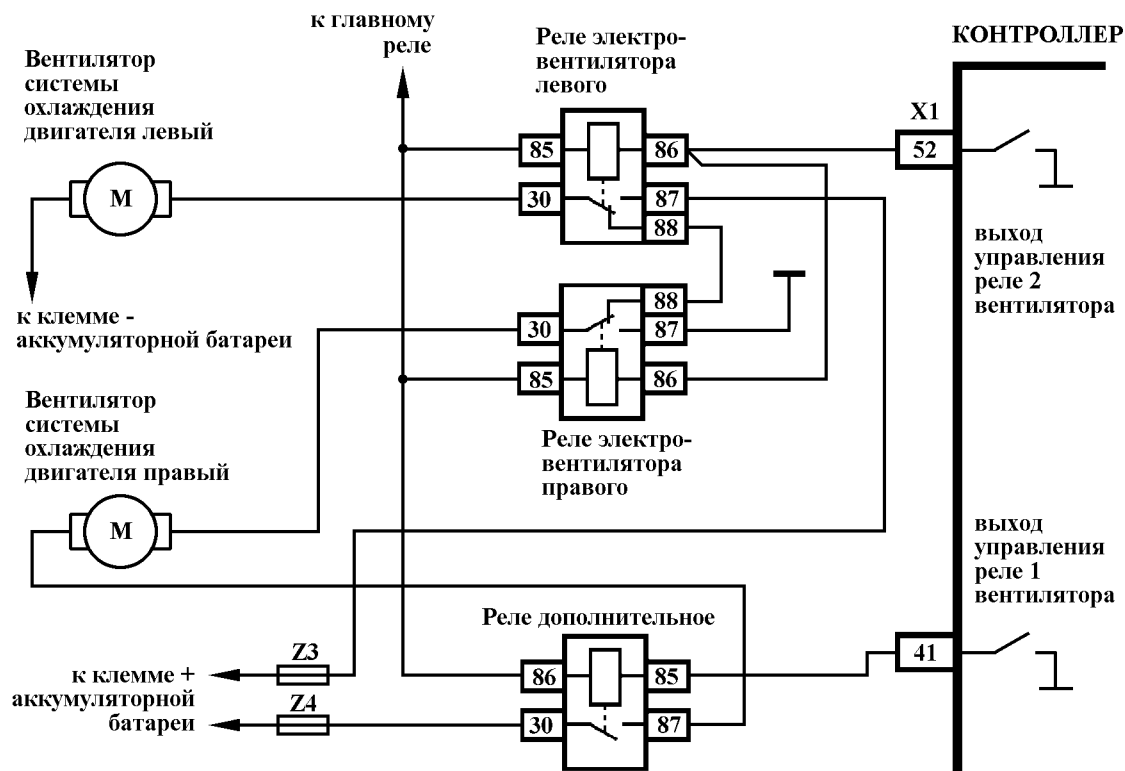 к главному
реле
Вентилятор
системы
охлаждения
двигателя левый
Реле электро-
вентилятора
левого
КОНТРОЛЛЕР
X1
85
86
52
М
30
87
88
выход
управления
реле 2
вентилятора
к клемме -
аккумуляторной батареи
88
30
87
85
86
Вентилятор
системы
охлаждения
двигателя правый
Реле электро-
вентилятора
правого
М
выход
управления
реле 1
вентилятора
Реле дополнительное
Z3
41
к клемме +
аккумуляторной
батареи
86
85
Z4
30
87